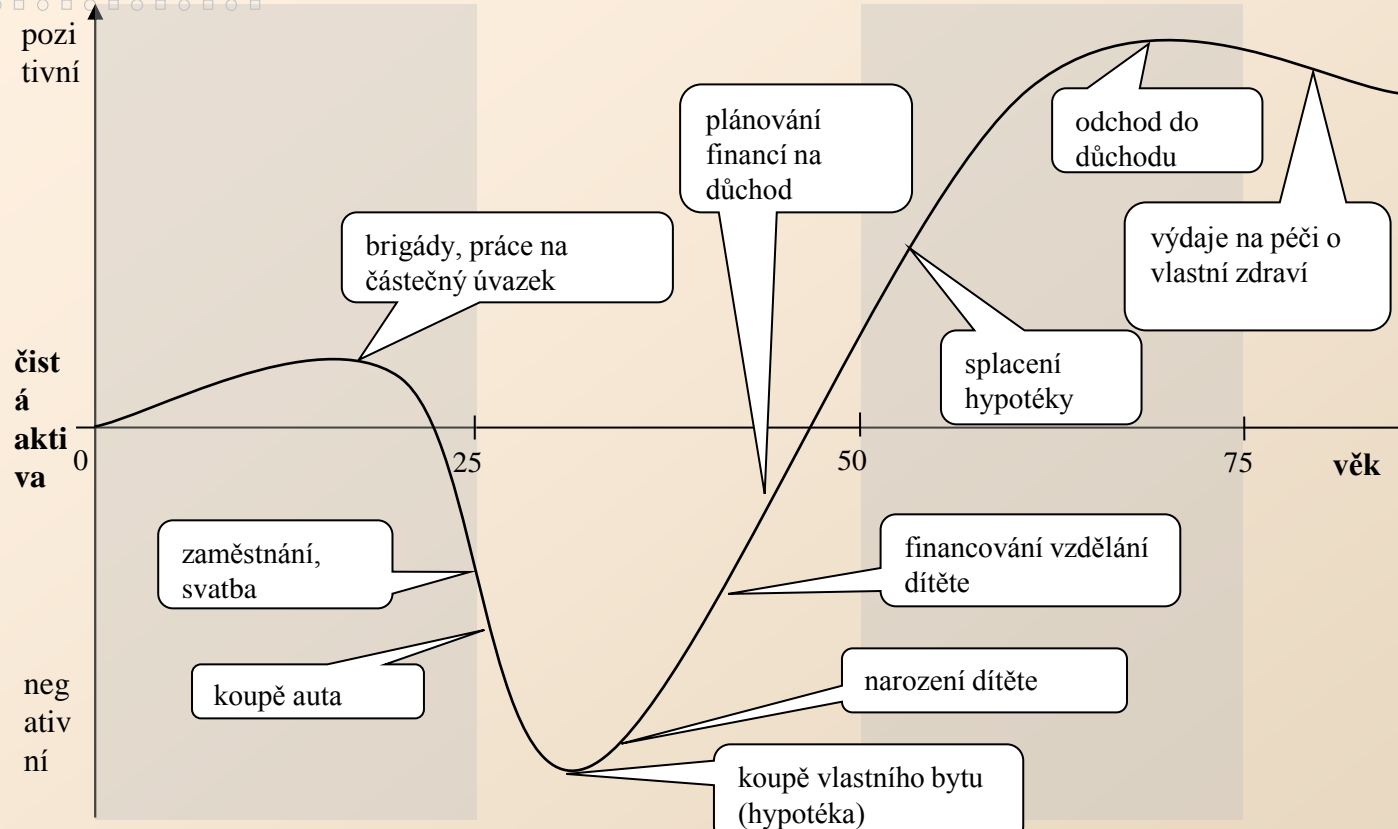 pozi
tivní
plánování
financí na
důchod
odchod do
důchodu
brigády, práce na
částečný úvazek
výdaje na péči o
vlastní zdraví
splacení
hypotéky
čist
á
akti
va
0
25
50
75
věk
zaměstnání,
svatba
financování vzdělání
dítěte
koupě auta
narození dítěte
neg
ativ
ní
koupě vlastního bytu
(hypotéka)